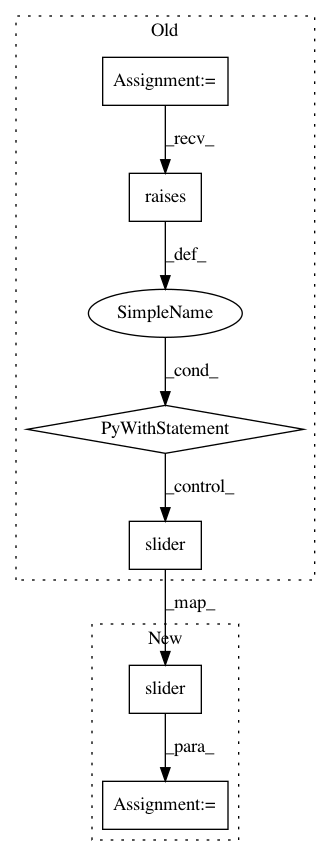 Old
Assignment:=
_recv_
raises
_def_
SimpleName
_cond_
PyWithStatement
_control_
slider
_map_
New
slider
_para_
Assignment:=